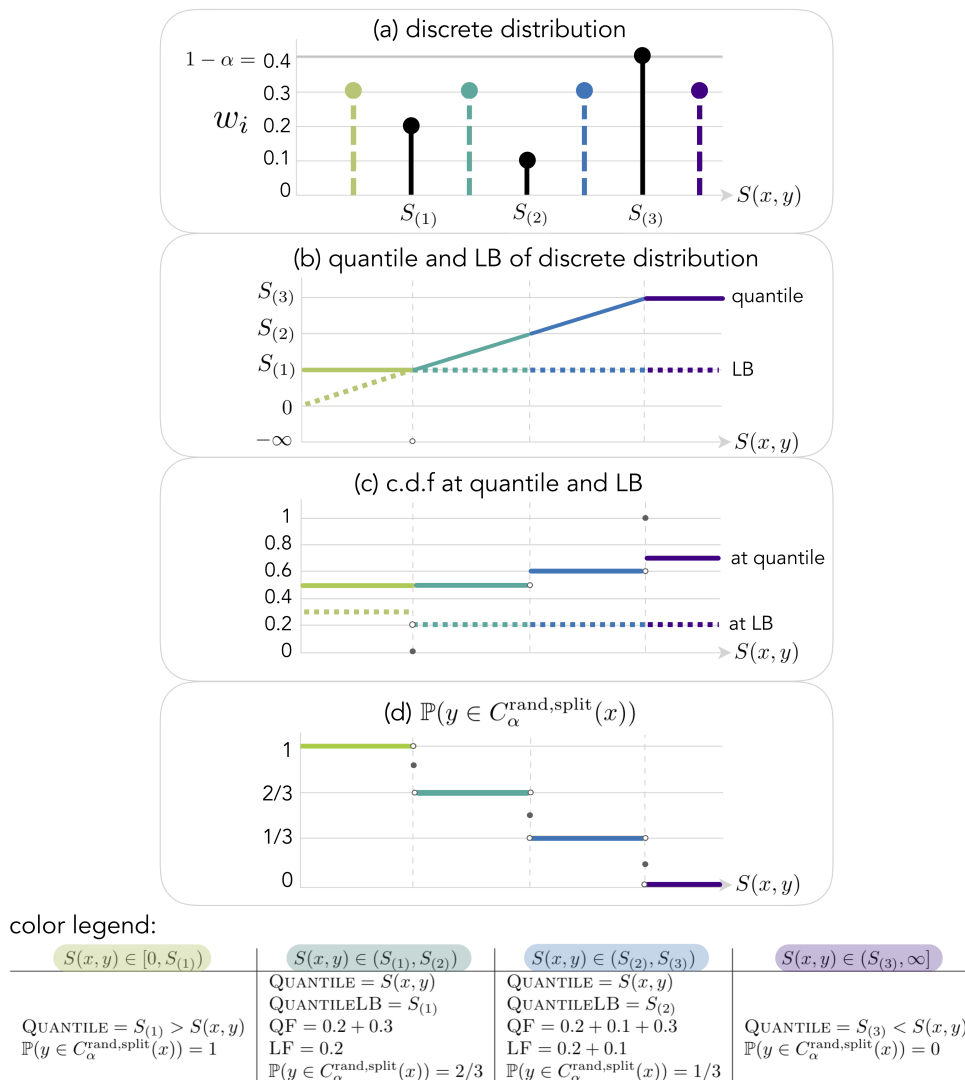 (a) discrete distribution
1 − α = 0.4
0.3
w_i 0.2
0.1
0
S(x, y)
S_(1) S_(2) S_(3)
(b) quantile and LB of discrete distribution
S_(3) quantile
S_(2)
S_(1) LB
0
−∞ S(x, y)
(c) c.d.f at quantile and LB
1
0.8
at quantile
0.6
0.4
0.2 at LB
0 S(x, y)
(d) ℙ(y ∈ C_α^{rand,split}(x))
1
2/3
1/3
0 S(x, y)
color legend:
S(x, y) ∈ [0, S_(1)) S(x, y) ∈ (S_(1), S_(2)) S(x, y) ∈ (S_(2), S_(3)) S(x, y) ∈ (S_(3), ∞]
QUANTILE = S_(1) > S(x, y)
ℙ(y ∈ C_α^{rand,split}(x)) = 1
QUANTILE = S(x, y)
QUANTILELB = S_(1)
QF = 0.2 + 0.3
LF = 0.2
ℙ(y ∈ C_α^{rand,split}(x)) = 2/3
QUANTILE = S(x, y)
QUANTILELB = S_(2)
QF = 0.2 + 0.1 + 0.3
LF = 0.2 + 0.1
ℙ(y ∈ C_α^{rand,split}(x)) = 1/3
QUANTILE = S_(3) < S(x, y)
ℙ(y ∈ C_α^{rand,split}(x)) = 0